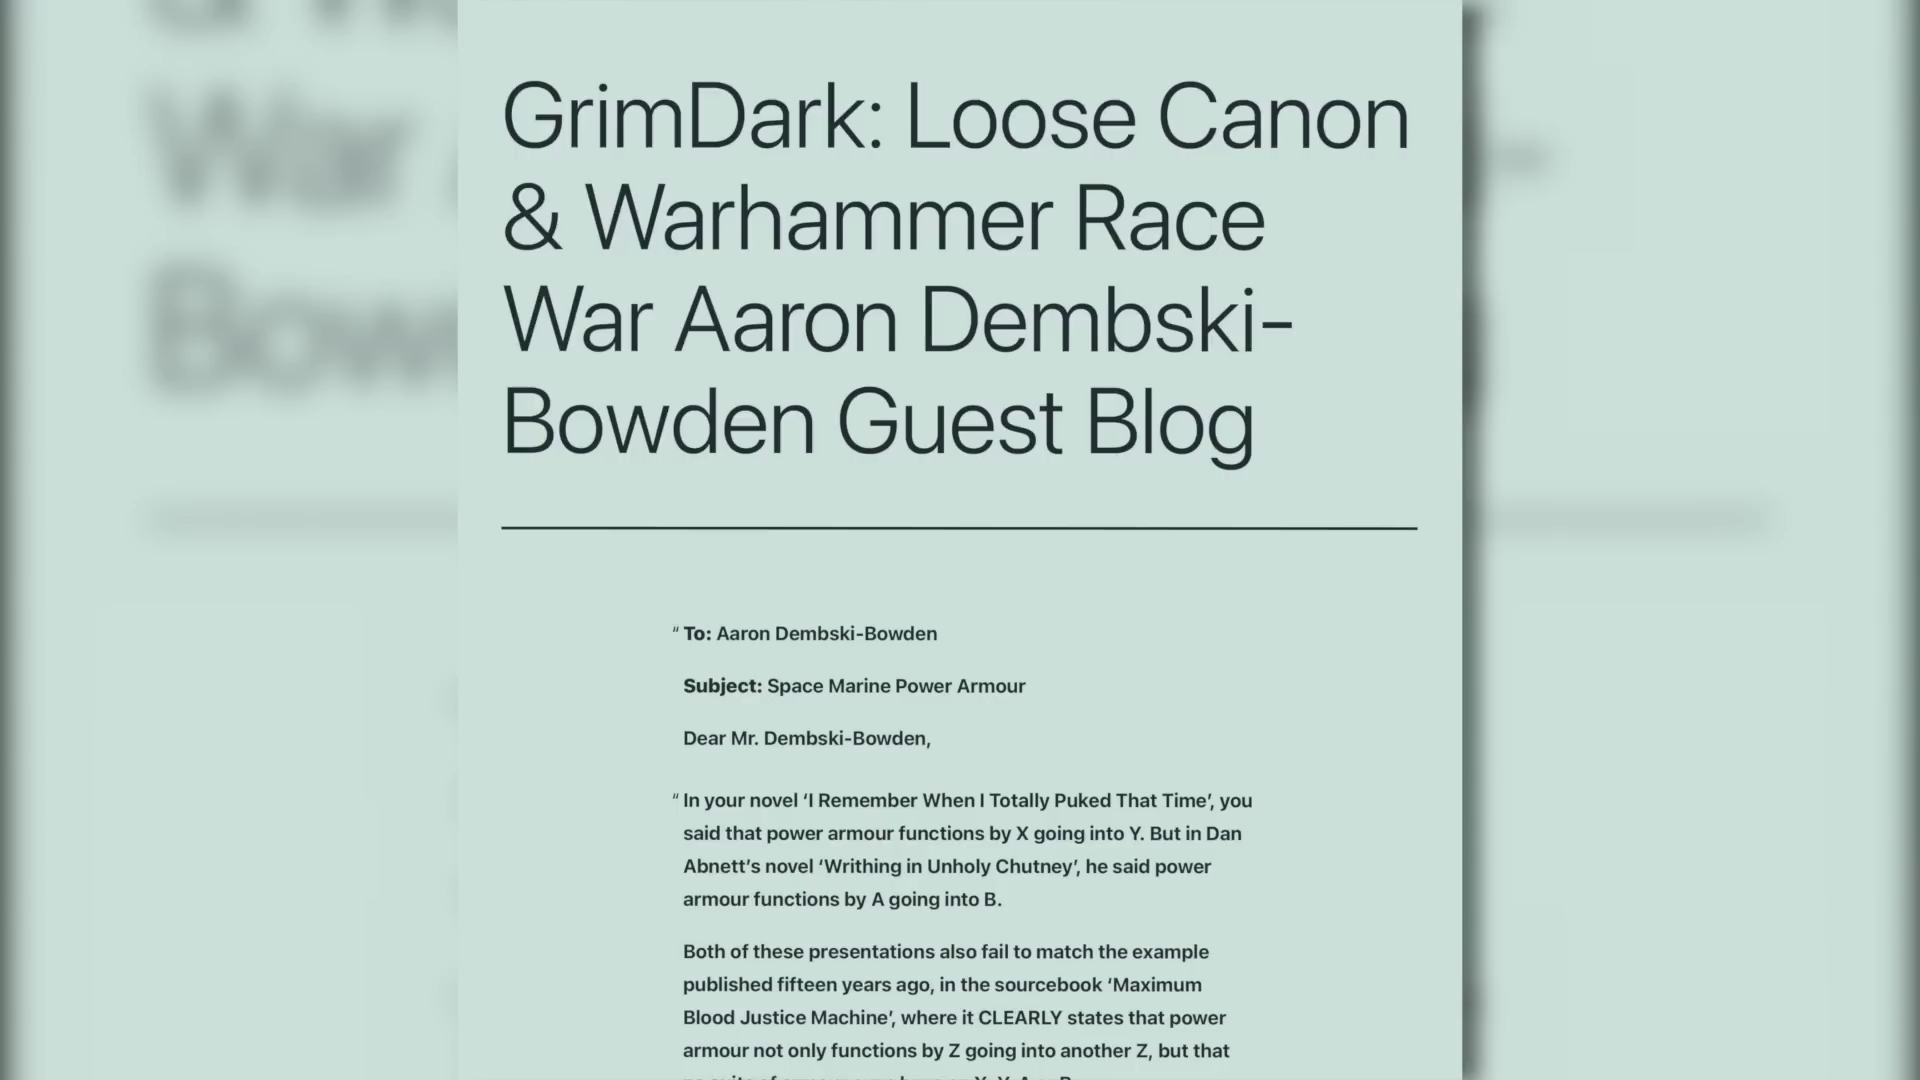 GrimDark: Loose Canon
& Warhammer Race
War Aaron Dembski-
Bowden Guest Blog
“ To: Aaron Dembski-Bowden
Subject: Space Marine Power Armour
Dear Mr. Dembski-Bowden,
“ In your novel ‘I Remember When I Totally Puked That Time’, you
said that power armour functions by X going into Y. But in Dan
Abnett’s novel ‘Writhing in Unholy Chutney’, he said power
armour functions by A going into B.
Both of these presentations also fail to match the example
published fifteen years ago, in the sourcebook ‘Maximum
Blood Justice Machine’, where it CLEARLY states that power
armour not only functions by Z going into another Z, but that